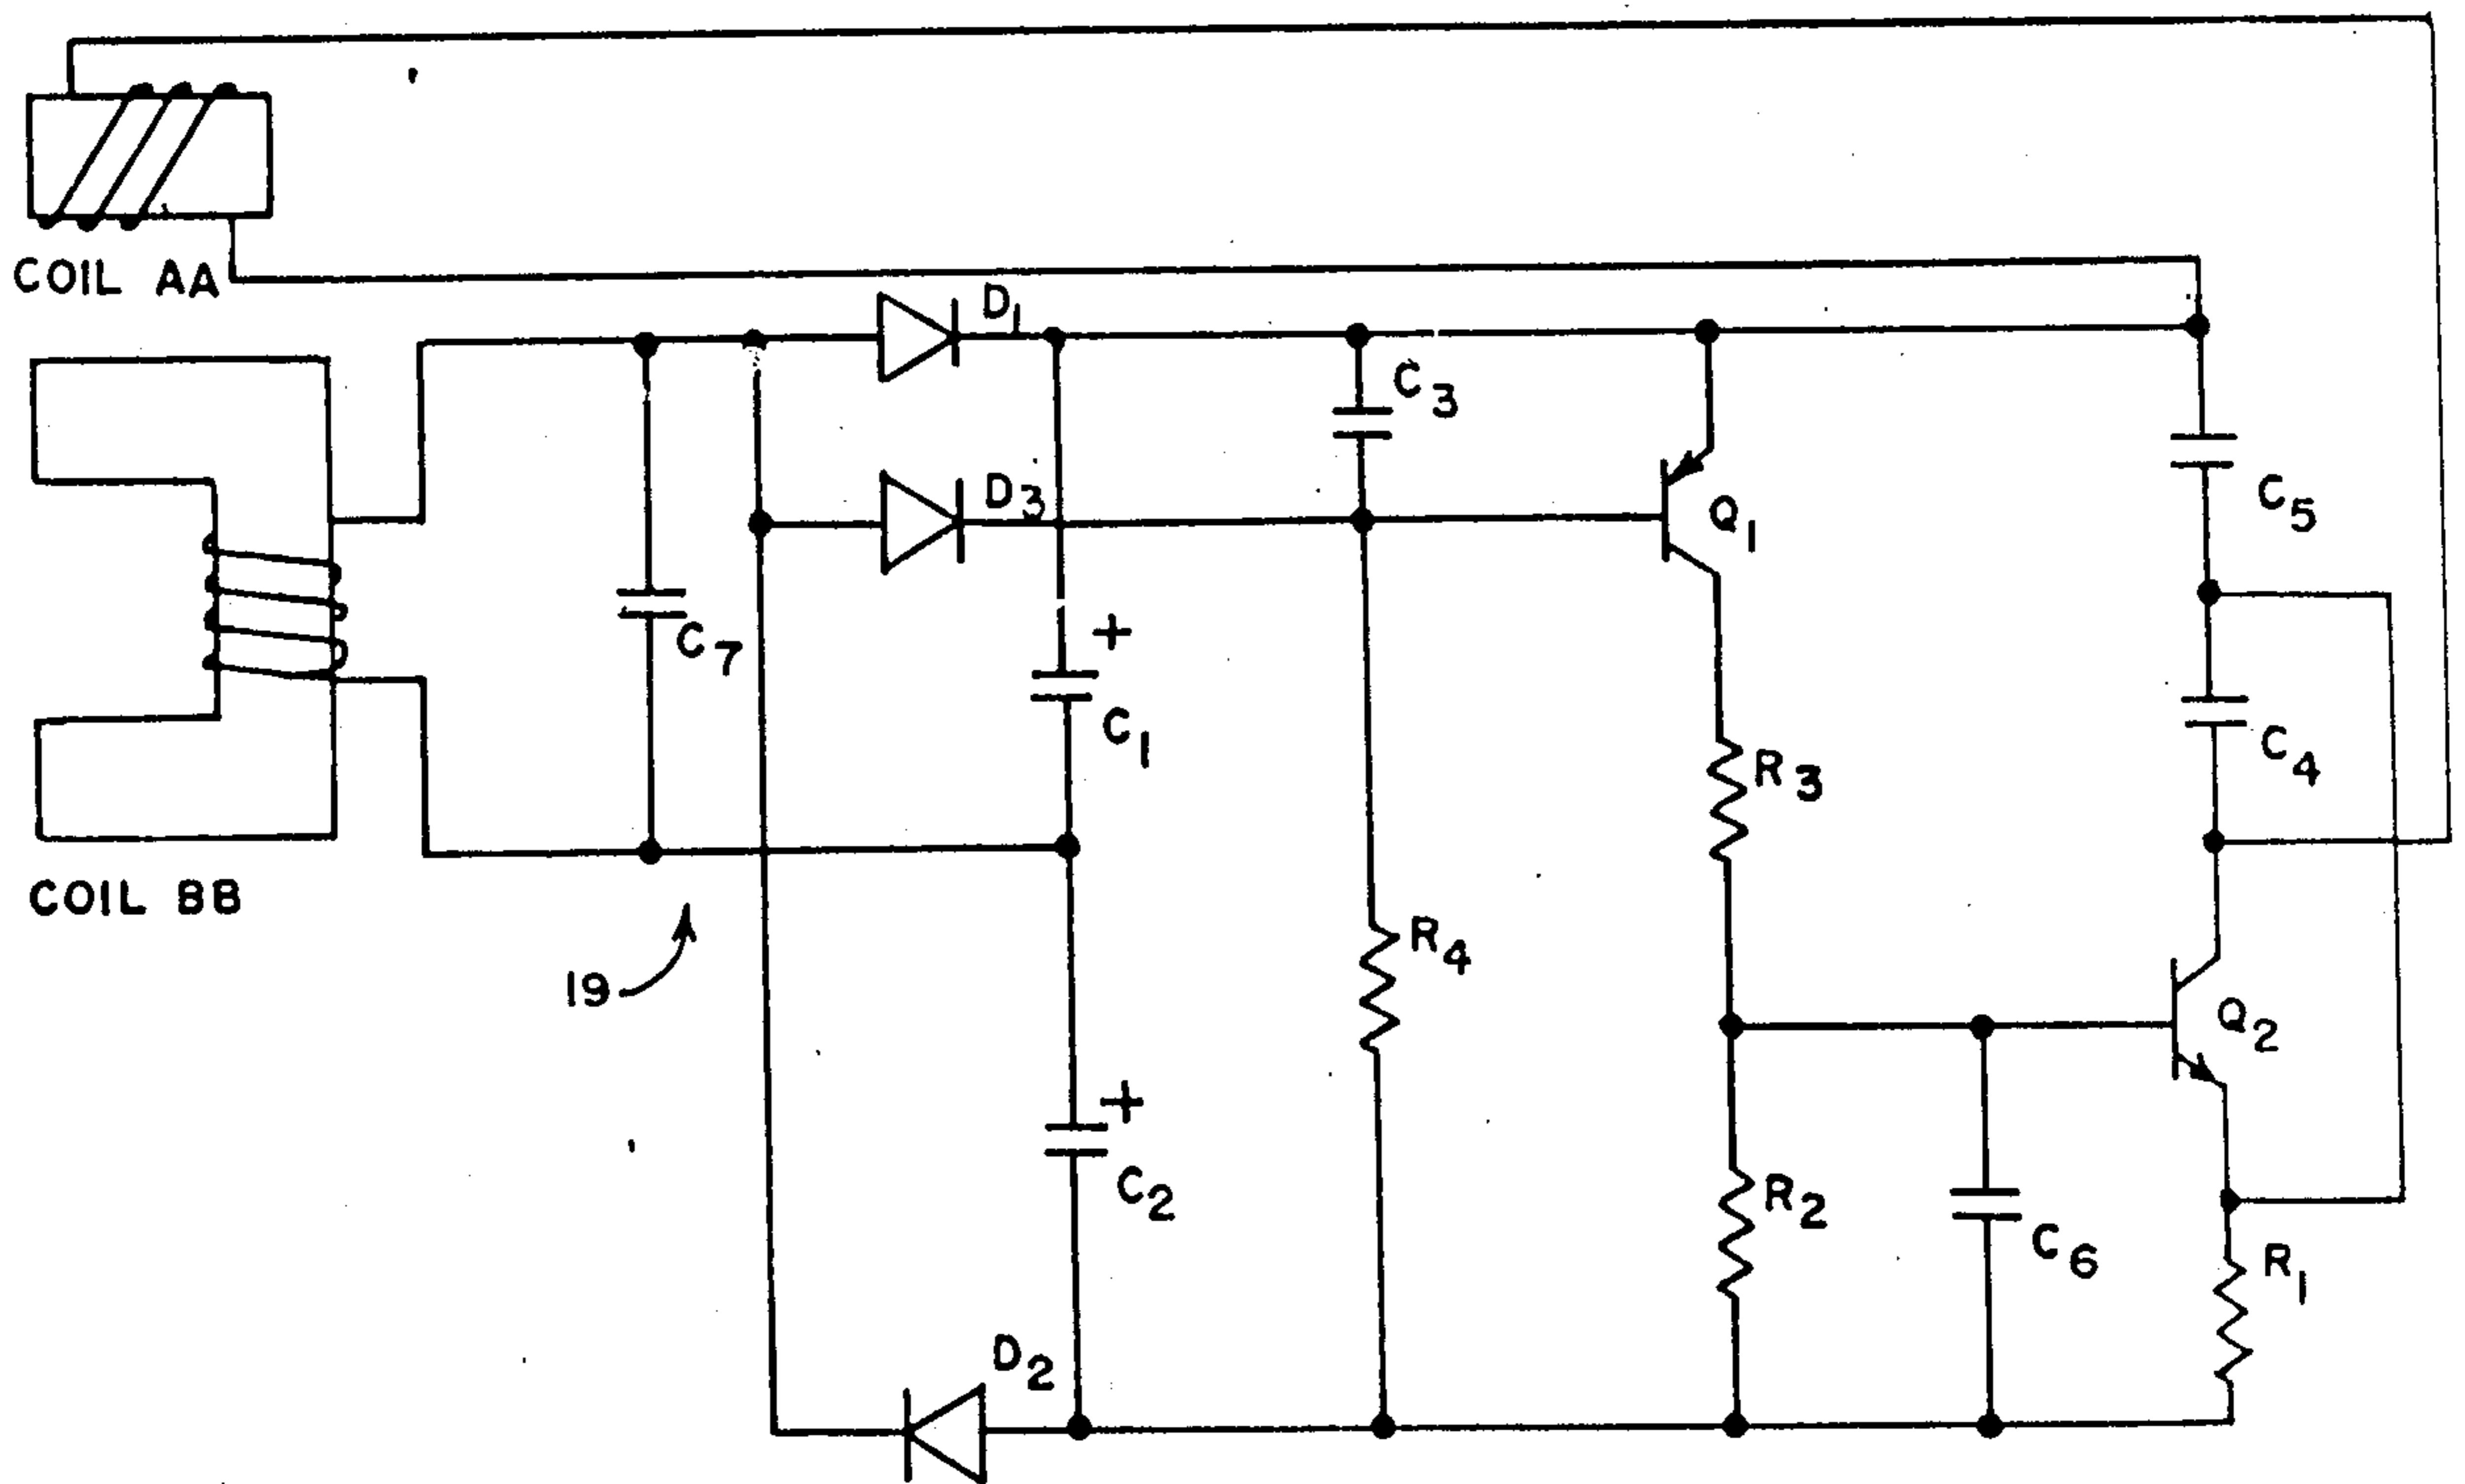 COIL AA
D1
C3
D3
Q1
C5
C7
+
C1
R3
C4
COIL BB
R4
19
Q2
+
C2
R2
C6
R1
D2